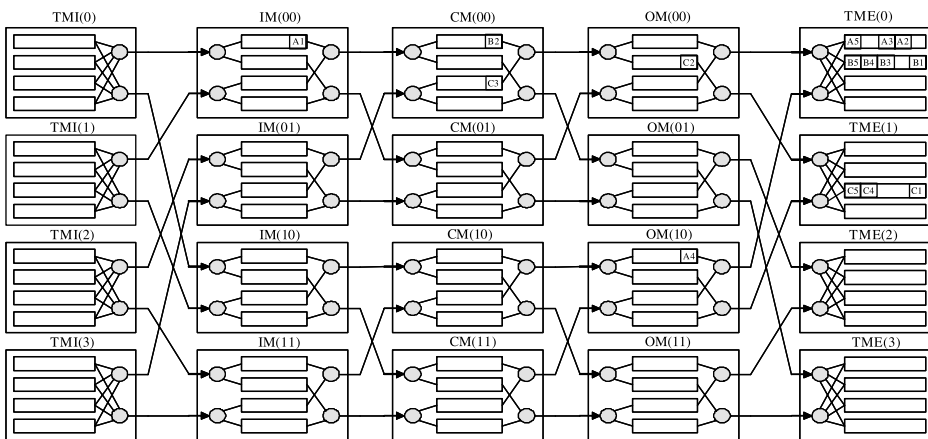 TMI(0) IM(00) CM(00) OM(00) TME(0)
A1 B2 A5 A3 A2
C2 B5 B4 B3 B1
C3
TMI(1) IM(01) CM(01) OM(01) TME(1)
C5 C4 C1
TMI(2) IM(10) CM(10) OM(10) TME(2)
A4
TMI(3) IM(11) CM(11) OM(11) TME(3)